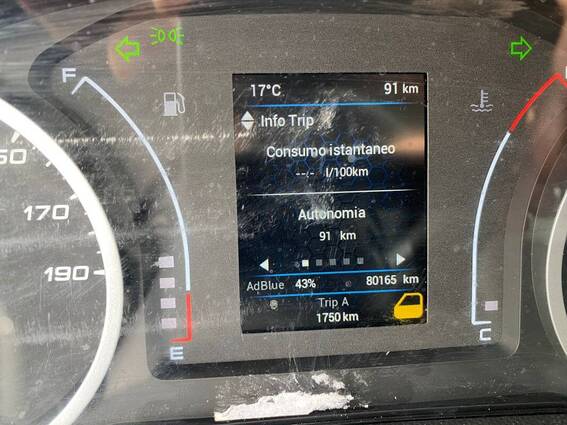 F
17°C 91 km
Info Trip
Consumo istantaneo
--/- l/100km
Autonomia
91 km
AdBlue 43% 80165 km
Trip A
1750 km
E
C
170
190